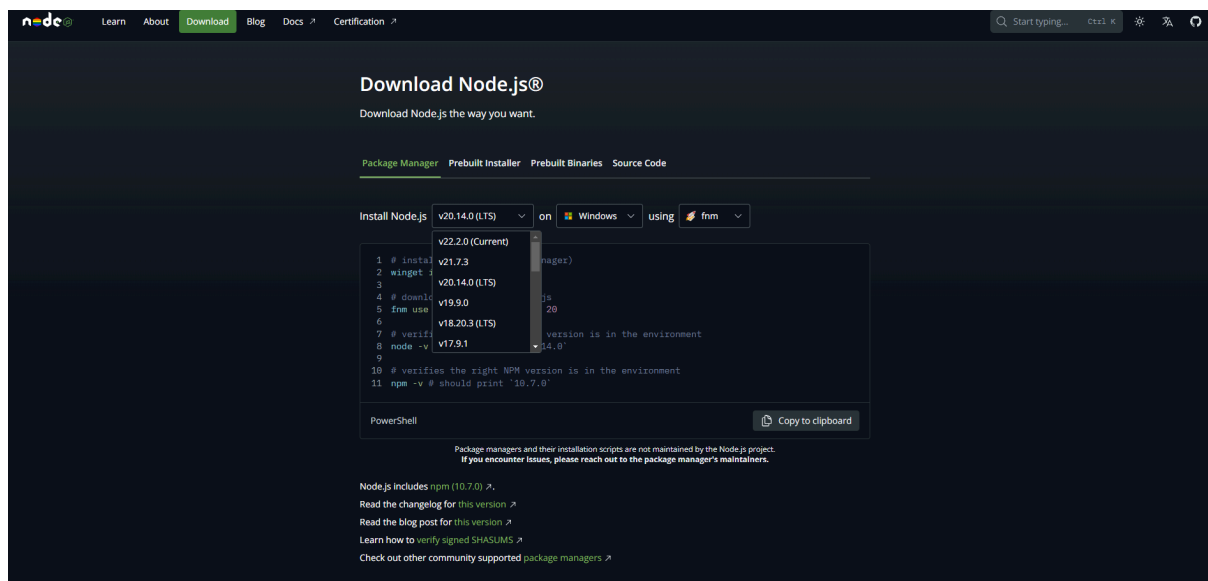 node Learn About Download Blog Docs ↗ Certification ↗ Start typing... Ctrl K
Download Node.js®
Download Node.js the way you want.
Package Manager Prebuilt Installer Prebuilt Binaries Source Code
Install Node.js v20.14.0 (LTS) on Windows using fnm
v22.2.0 (Current)
v21.7.3
v20.14.0 (LTS)
v19.9.0
v18.20.3 (LTS)
v17.9.1
1 # instal nager)
2 winget i
3
4 # downlo js
5 fnm use 20
6
7 # verifi version is in the environment
8 node -v 14.0`
9
10 # verifies the right NPM version is in the environment
11 npm -v # should print `10.7.0`
PowerShell Copy to clipboard
Package managers and their installation scripts are not maintained by the Node.js project.
If you encounter issues, please reach out to the package manager's maintainers.
Node.js includes npm (10.7.0) ↗.
Read the changelog for this version ↗
Read the blog post for this version ↗
Learn how to verify signed SHASUMS ↗
Check out other community supported package managers ↗